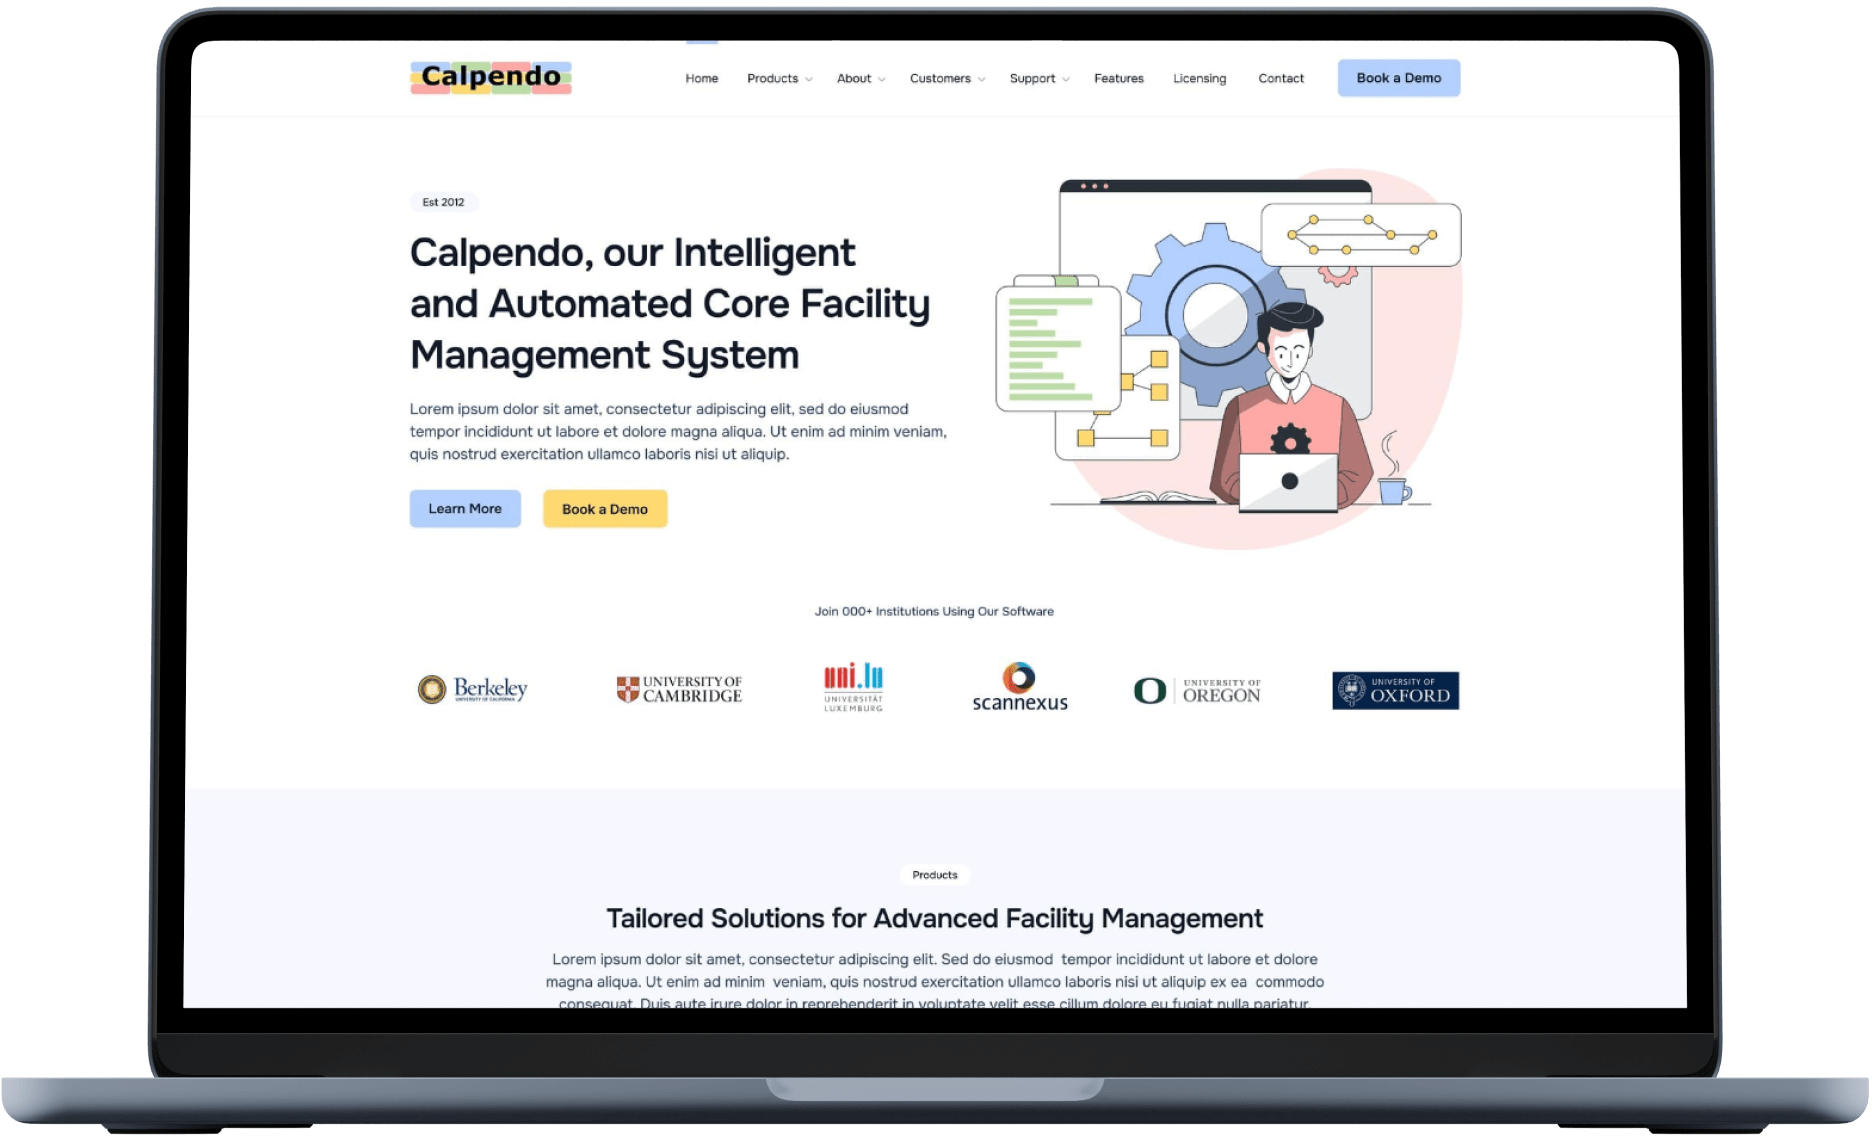 Calpendo
Home Products About Customers Support Features Licensing Contact Book a Demo
Est 2012
Calpendo, our Intelligent
and Automated Core Facility
Management System
Lorem ipsum dolor sit amet, consectetur adipiscing elit, sed do eiusmod
tempor incididunt ut labore et dolore magna aliqua. Ut enim ad minim veniam,
quis nostrud exercitation ullamco laboris nisi ut aliquip.
Learn More Book a Demo
Join 000+ Institutions Using Our Software
Berkeley
UNIVERSITY OF CALIFORNIA
UNIVERSITY OF
CAMBRIDGE
uni.lu
UNIVERSITÄT
LUXEMBURG
scannexus
O
UNIVERSITY OF
OREGON
UNIVERSITY OF
OXFORD
Products
Tailored Solutions for Advanced Facility Management
Lorem ipsum dolor sit amet, consectetur adipiscing elit. Sed do eiusmod tempor incididunt ut labore et dolore
magna aliqua. Ut enim ad minim veniam, quis nostrud exercitation ullamco laboris nisi ut aliquip ex ea commodo
consequat. Duis aute irure dolor in reprehenderit in voluptate velit esse cillum dolore eu fugiat nulla pariatur.